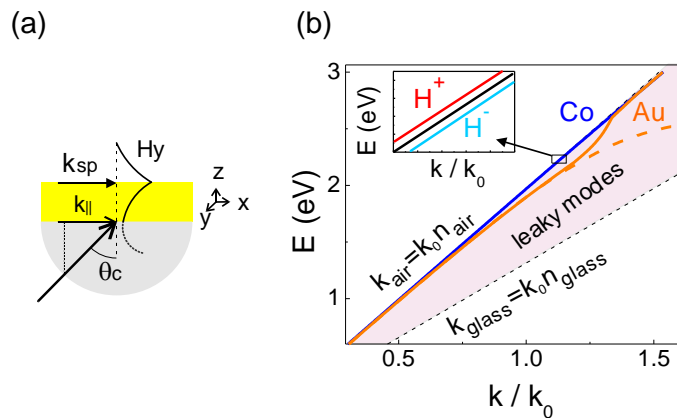 (a)
(b)
k_sp
Hy
k_||
θ_c
z
y
x
E (eV)
3
2
1
E (eV)
H^+
H^-
k / k_0
Co
Au
leaky modes
k_air=k_0n_air
k_glass=k_0n_glass
0.5
1.0
1.5
k / k_0